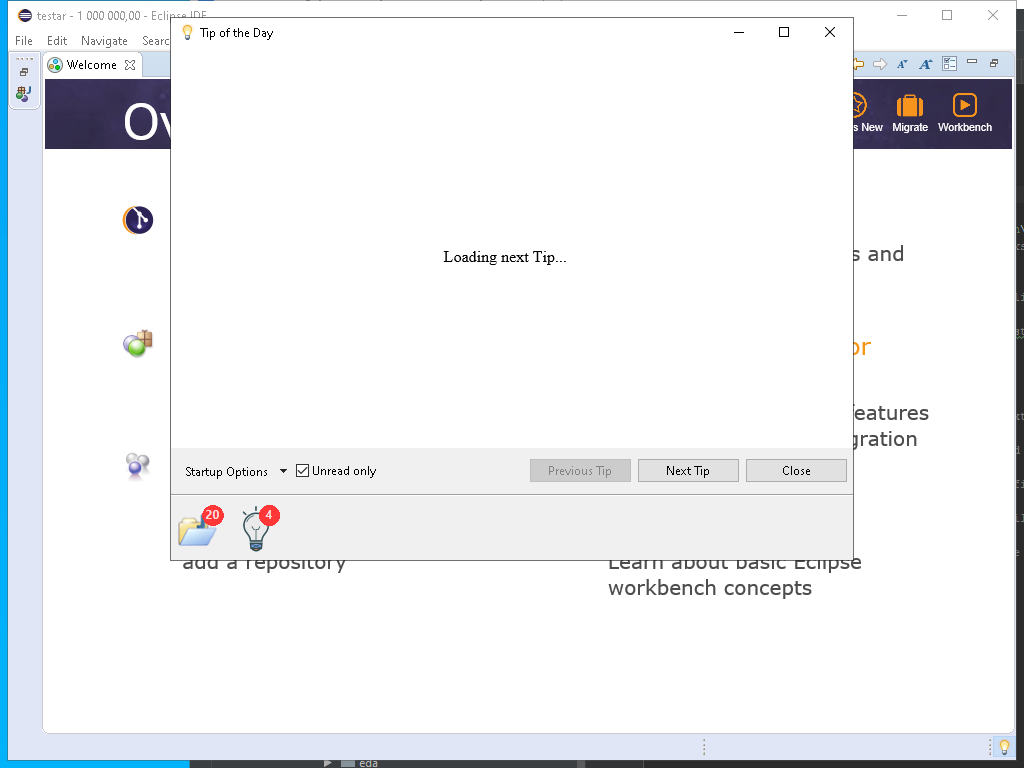 testar - 1 000 000,00 - Eclipse IDE
Tip of the Day
File Edit Navigate Searc
Welcome
Ov
s New Migrate Workbench
Loading next Tip...
s and
or
features
gration
Startup Options Unread only Previous Tip Next Tip Close
20 4
add a repository
Learn about basic Eclipse
workbench concepts
eda